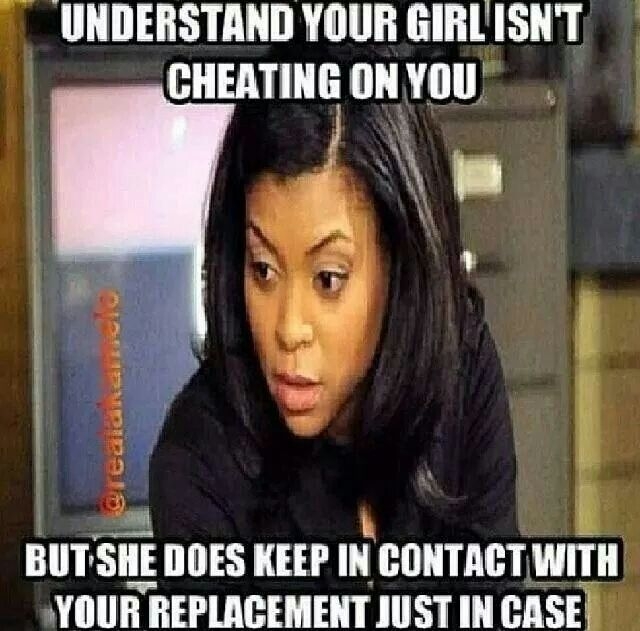 UNDERSTAND YOUR GIRL ISN'T
CHEATING ON YOU
@realakamelo
BUT SHE DOES KEEP IN CONTACT WITH
YOUR REPLACEMENT JUST IN CASE